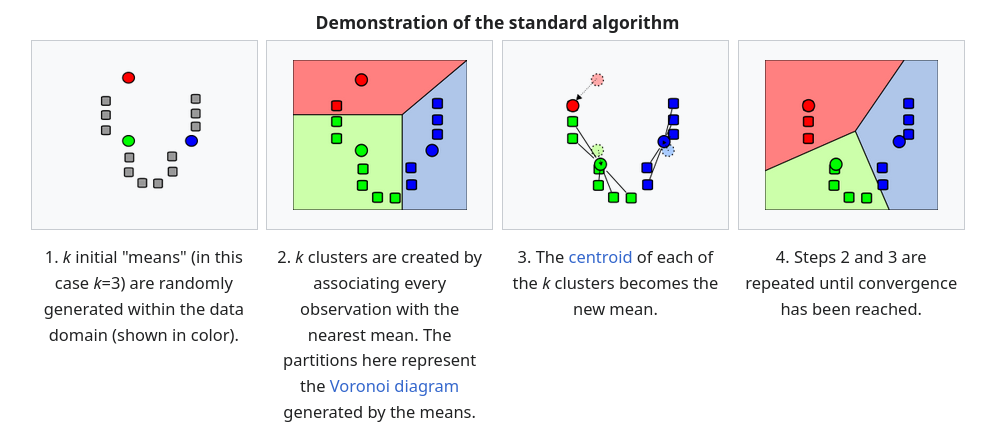 Demonstration of the standard algorithm
1. k initial "means" (in this
case k=3) are randomly
generated within the data
domain (shown in color).
2. k clusters are created by
associating every
observation with the
nearest mean. The
partitions here represent
the Voronoi diagram
generated by the means.
3. The centroid of each of
the k clusters becomes the
new mean.
4. Steps 2 and 3 are
repeated until convergence
has been reached.